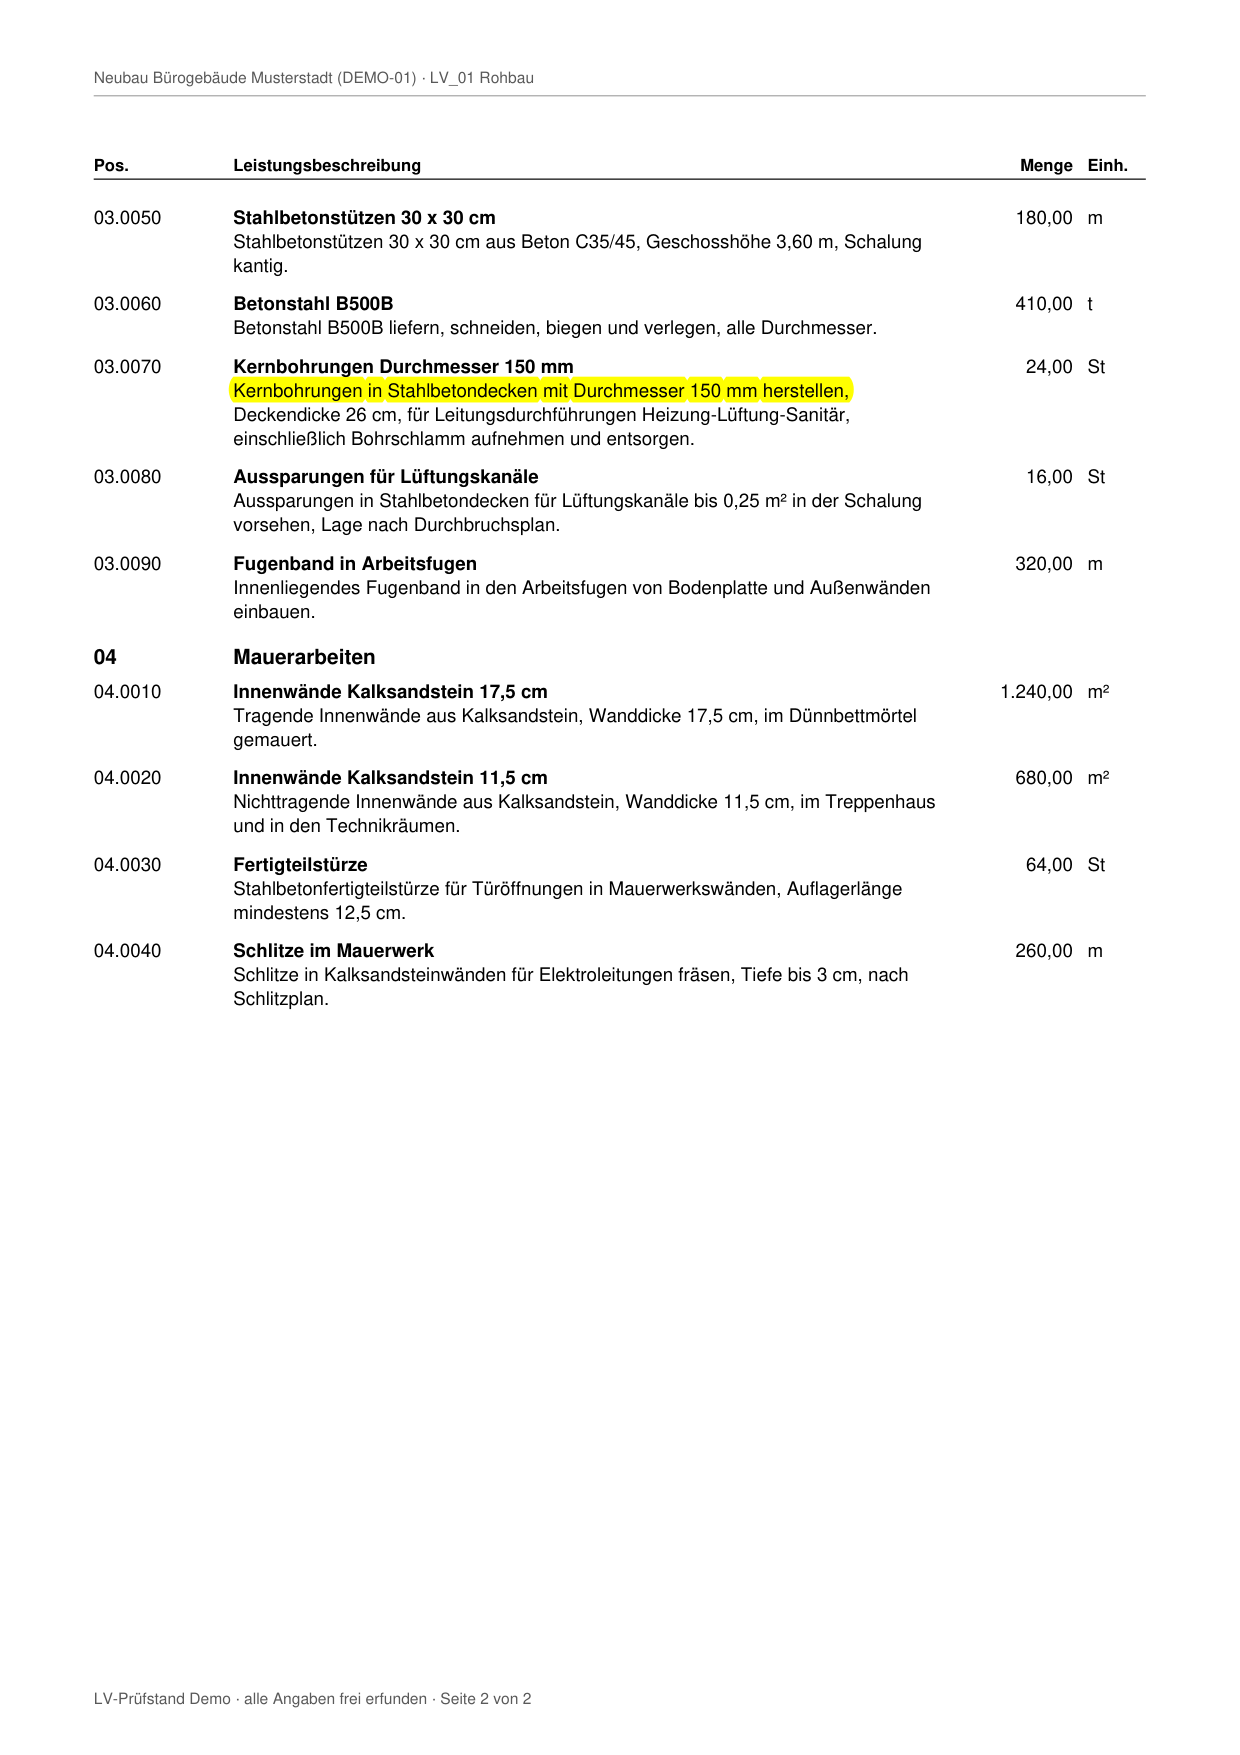 Neubau Bürogebäude Musterstadt (DEMO-01) · LV_01 Rohbau
Pos. Leistungsbeschreibung Menge Einh.
03.0050 Stahlbetonstützen 30 x 30 cm 180,00 m
Stahlbetonstützen 30 x 30 cm aus Beton C35/45, Geschosshöhe 3,60 m, Schalung
kantig.
03.0060 Betonstahl B500B 410,00 t
Betonstahl B500B liefern, schneiden, biegen und verlegen, alle Durchmesser.
03.0070 Kernbohrungen Durchmesser 150 mm 24,00 St
Kernbohrungen in Stahlbetondecken mit Durchmesser 150 mm herstellen,
Deckendicke 26 cm, für Leitungsdurchführungen Heizung-Lüftung-Sanitär,
einschließlich Bohrschlamm aufnehmen und entsorgen.
03.0080 Aussparungen für Lüftungskanäle 16,00 St
Aussparungen in Stahlbetondecken für Lüftungskanäle bis 0,25 m² in der Schalung
vorsehen, Lage nach Durchbruchsplan.
03.0090 Fugenband in Arbeitsfugen 320,00 m
Innenliegendes Fugenband in den Arbeitsfugen von Bodenplatte und Außenwänden
einbauen.
04 Mauerarbeiten
04.0010 Innenwände Kalksandstein 17,5 cm 1.240,00 m²
Tragende Innenwände aus Kalksandstein, Wanddicke 17,5 cm, im Dünnbettmörtel
gemauert.
04.0020 Innenwände Kalksandstein 11,5 cm 680,00 m²
Nichttragende Innenwände aus Kalksandstein, Wanddicke 11,5 cm, im Treppenhaus
und in den Technikräumen.
04.0030 Fertigteilstürze 64,00 St
Stahlbetonfertigteilstürze für Türöffnungen in Mauerwerkswänden, Auflagerlänge
mindestens 12,5 cm.
04.0040 Schlitze im Mauerwerk 260,00 m
Schlitze in Kalksandsteinwänden für Elektroleitungen fräsen, Tiefe bis 3 cm, nach
Schlitzplan.
LV-Prüfstand Demo · alle Angaben frei erfunden · Seite 2 von 2